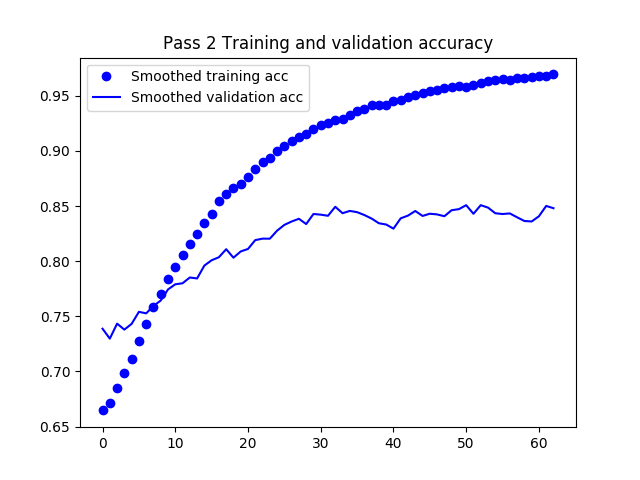 Pass 2 Training and validation accuracy
Smoothed training acc
Smoothed validation acc
0.95
0.90
0.85
0.80
0.75
0.70
0.65
0 10 20 30 40 50 60